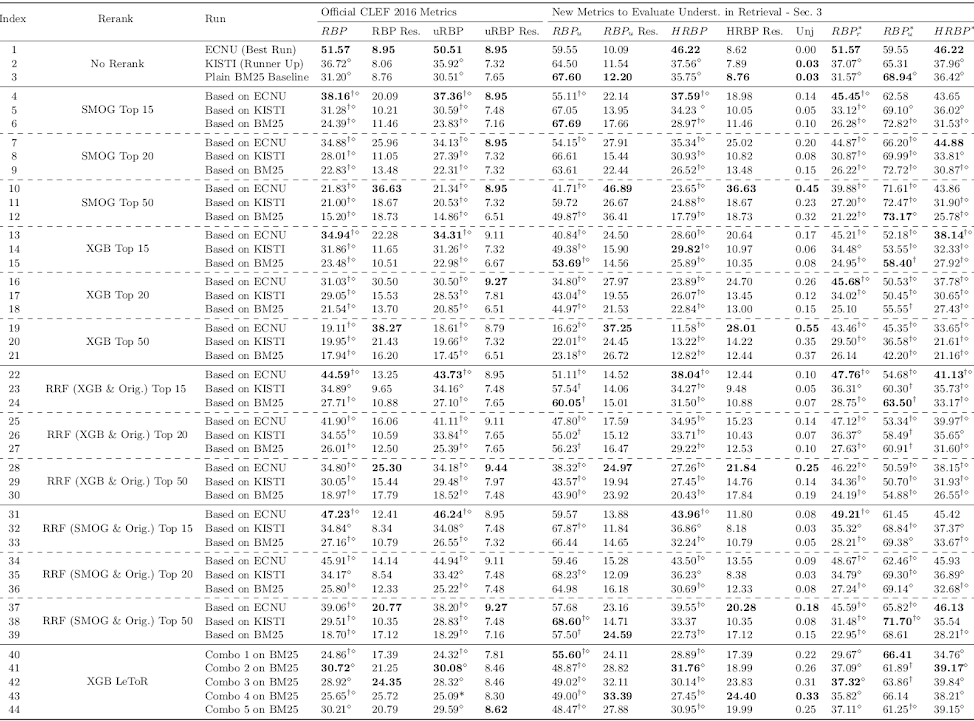 Official CLEF 2016 Metrics New Metrics to Evaluate Underst. in Retrieval - Sec. 3
Index Rerank Run RBP RBP Res. uRBP uRBP Res. RBPu RBPu Res. HRBP HRBP Res. Unj RBP*r RBP*u HRBP*
1 ECNU (Best Run) 51.57 8.95 50.51 8.95 59.55 10.09 46.22 8.62 0.00 51.57 59.55 46.22
2 No Rerank KISTI (Runner Up) 36.72° 8.06 35.92° 7.32 64.50 11.54 37.56° 7.89 0.03 37.07° 65.31 37.96°
3 Plain BM25 Baseline 31.20° 8.76 30.51° 7.65 67.60 12.20 35.75° 8.76 0.03 31.57° 68.94° 36.42°
4 Based on ECNU 38.16†⋄ 20.09 37.36†⋄ 8.95 55.11†⋄ 22.14 37.59†⋄ 18.98 0.14 45.45†⋄ 62.58 43.65
5 SMOG Top 15 Based on KISTI 31.28†⋄ 10.21 30.59†⋄ 7.48 67.05 13.95 34.23 ⋄ 10.05 0.05 33.12†⋄ 69.10⋄ 36.02⋄
6 Based on BM25 24.39†⋄ 11.46 23.83†⋄ 7.16 67.69 17.66 28.97†⋄ 11.46 0.10 26.28†⋄ 72.82†⋄ 31.53†⋄
7 Based on ECNU 34.88†⋄ 25.96 34.13†⋄ 8.95 54.15†⋄ 27.91 35.34†⋄ 25.02 0.20 44.87†⋄ 66.20†⋄ 44.88
8 SMOG Top 20 Based on KISTI 28.01†⋄ 11.05 27.39†⋄ 7.32 66.61 15.44 30.93†⋄ 10.82 0.08 30.87†⋄ 69.99†⋄ 33.81⋄
9 Based on BM25 22.83†⋄ 13.48 22.31†⋄ 7.32 63.61 22.44 26.52†⋄ 13.48 0.15 26.22†⋄ 72.72†⋄ 30.87†⋄
10 Based on ECNU 21.83†⋄ 36.63 21.34†⋄ 8.95 41.71†⋄ 46.89 23.65†⋄ 36.63 0.45 39.88†⋄ 71.61†⋄ 43.86
11 SMOG Top 50 Based on KISTI 21.00†⋄ 18.67 20.53†⋄ 7.32 59.72 26.67 24.88†⋄ 18.67 0.23 27.20†⋄ 72.47†⋄ 31.90†⋄
12 Based on BM25 15.20†⋄ 18.73 14.86†⋄ 6.51 49.87†⋄ 36.41 17.79†⋄ 18.73 0.32 21.22†⋄ 73.17⋄ 25.78†⋄
13 Based on ECNU 34.94†⋄ 22.28 34.31†⋄ 9.11 40.84†⋄ 24.50 28.60†⋄ 20.64 0.17 45.21†⋄ 52.18†⋄ 38.14†⋄
14 XGB Top 15 Based on KISTI 31.86†⋄ 11.65 31.26†⋄ 7.32 49.38†⋄ 15.90 29.82†⋄ 10.97 0.06 34.48⋄ 53.55†⋄ 32.33†⋄
15 Based on BM25 23.48†⋄ 10.51 22.98†⋄ 6.67 53.69†⋄ 14.56 25.89†⋄ 10.35 0.08 24.95†⋄ 58.40† 27.92†⋄
16 Based on ECNU 31.03†⋄ 30.50 30.50†⋄ 9.27 34.80†⋄ 27.97 23.89†⋄ 24.70 0.26 45.68†⋄ 50.53†⋄ 37.78†⋄
17 XGB Top 20 Based on KISTI 29.05†⋄ 15.53 28.53†⋄ 7.81 43.04†⋄ 19.55 26.07†⋄ 13.45 0.12 34.02†⋄ 50.45†⋄ 30.65†⋄
18 Based on BM25 21.54†⋄ 13.70 20.85†⋄ 6.51 44.97†⋄ 21.53 22.84†⋄ 13.00 0.15 25.10 55.55† 27.43†⋄
19 Based on ECNU 19.11†⋄ 38.27 18.61†⋄ 8.79 16.62†⋄ 37.25 11.58†⋄ 28.01 0.55 43.46†⋄ 45.35†⋄ 33.65†⋄
20 XGB Top 50 Based on KISTI 19.95†⋄ 21.43 19.66†⋄ 7.32 22.01†⋄ 24.45 13.22†⋄ 14.22 0.35 29.50†⋄ 36.58†⋄ 21.61†⋄
21 Based on BM25 17.94†⋄ 16.20 17.45†⋄ 6.51 23.18†⋄ 26.72 12.82†⋄ 12.44 0.37 26.14 42.20†⋄ 21.16†⋄
22 Based on ECNU 44.59†⋄ 13.25 43.73†⋄ 8.95 51.11†⋄ 14.52 38.04†⋄ 12.44 0.10 47.76†⋄ 54.68†⋄ 41.13†⋄
23 RRF (XGB & Orig.) Top 15 Based on KISTI 34.89⋄ 9.65 34.16⋄ 7.48 57.54† 14.06 34.27†⋄ 9.48 0.05 36.31⋄ 60.30† 35.73†⋄
24 Based on BM25 27.71†⋄ 10.88 27.10†⋄ 7.65 60.05† 15.01 31.50†⋄ 10.88 0.07 28.75†⋄ 63.50† 33.17†⋄
25 Based on ECNU 41.90†⋄ 16.06 41.11†⋄ 9.11 47.80†⋄ 17.59 34.95†⋄ 15.23 0.14 47.12†⋄ 53.34†⋄ 39.97†⋄
26 RRF (XGB & Orig.) Top 20 Based on KISTI 34.55†⋄ 10.59 33.84†⋄ 7.65 55.02† 15.12 33.71†⋄ 10.43 0.07 36.37⋄ 58.49† 35.65⋄
27 Based on BM25 26.01†⋄ 12.50 25.39†⋄ 7.65 56.23† 16.47 29.22†⋄ 12.53 0.10 27.63†⋄ 60.91† 31.60†⋄
28 Based on ECNU 34.80†⋄ 25.30 34.18†⋄ 9.44 38.32†⋄ 24.97 27.26†⋄ 21.84 0.25 46.22†⋄ 50.59†⋄ 38.15†⋄
29 RRF (XGB & Orig.) Top 50 Based on KISTI 30.05†⋄ 15.44 29.48†⋄ 7.97 43.57†⋄ 19.94 27.45†⋄ 14.76 0.14 34.36†⋄ 50.70†⋄ 31.93†⋄
30 Based on BM25 18.97†⋄ 17.79 18.52†⋄ 7.48 43.90†⋄ 23.92 20.43†⋄ 17.84 0.19 24.19†⋄ 54.88†⋄ 26.55†⋄
31 Based on ECNU 47.23†⋄ 12.41 46.24†⋄ 8.95 59.57 13.88 43.96†⋄ 11.80 0.08 49.21†⋄ 61.45 45.42
32 RRF (SMOG & Orig.) Top 15 Based on KISTI 34.84⋄ 8.34 34.08⋄ 7.48 67.87†⋄ 11.84 36.86⋄ 8.18 0.03 35.32⋄ 68.84†⋄ 37.37⋄
33 Based on BM25 27.16†⋄ 10.79 26.55†⋄ 7.32 66.44 14.65 32.24†⋄ 10.79 0.05 28.21†⋄ 69.38⋄ 33.67†⋄
34 Based on ECNU 45.91†⋄ 14.14 44.94†⋄ 9.11 59.46 15.28 43.50†⋄ 13.55 0.09 48.67†⋄ 62.46†⋄ 45.93
35 RRF (SMOG & Orig.) Top 20 Based on KISTI 34.17⋄ 8.54 33.42⋄ 7.48 68.23†⋄ 12.09 36.23⋄ 8.38 0.03 34.79⋄ 69.30†⋄ 36.89⋄
36 Based on BM25 25.80†⋄ 12.33 25.22†⋄ 7.48 64.98 16.18 30.69†⋄ 12.33 0.08 27.24†⋄ 69.14⋄ 32.68†⋄
37 Based on ECNU 39.06†⋄ 20.77 38.20†⋄ 9.27 57.68 23.16 39.55†⋄ 20.28 0.18 45.59†⋄ 65.82†⋄ 46.13
38 RRF (SMOG & Orig.) Top 50 Based on KISTI 29.51†⋄ 10.35 28.83†⋄ 7.48 68.60†⋄ 14.71 33.37 10.35 0.08 31.48†⋄ 71.70†⋄ 35.54
39 Based on BM25 18.70†⋄ 17.12 18.29†⋄ 7.16 57.50† 24.59 22.73†⋄ 17.12 0.15 22.95†⋄ 68.61 28.21†⋄
40 Combo 1 on BM25 24.86†⋄ 17.39 24.32†⋄ 7.81 55.60†⋄ 24.11 28.89†⋄ 17.39 0.22 29.67⋄ 66.41 34.76⋄
41 Combo 2 on BM25 30.72⋄ 21.25 30.08⋄ 8.46 48.87†⋄ 28.82 31.76⋄ 18.99 0.26 37.09⋄ 61.89† 39.17⋄
42 XGB LeToR Combo 3 on BM25 28.92⋄ 24.35 28.32⋄ 8.46 49.02†⋄ 32.11 30.14†⋄ 23.83 0.31 37.32⋄ 63.86† 39.84⋄
43 Combo 4 on BM25 25.65†⋄ 25.72 25.09* 8.30 49.00†⋄ 33.39 27.45†⋄ 24.40 0.33 35.82⋄ 66.14 38.21⋄
44 Combo 5 on BM25 30.21⋄ 20.79 29.59⋄ 8.62 48.47†⋄ 27.88 30.95†⋄ 19.99 0.25 37.11⋄ 61.25†⋄ 39.15⋄